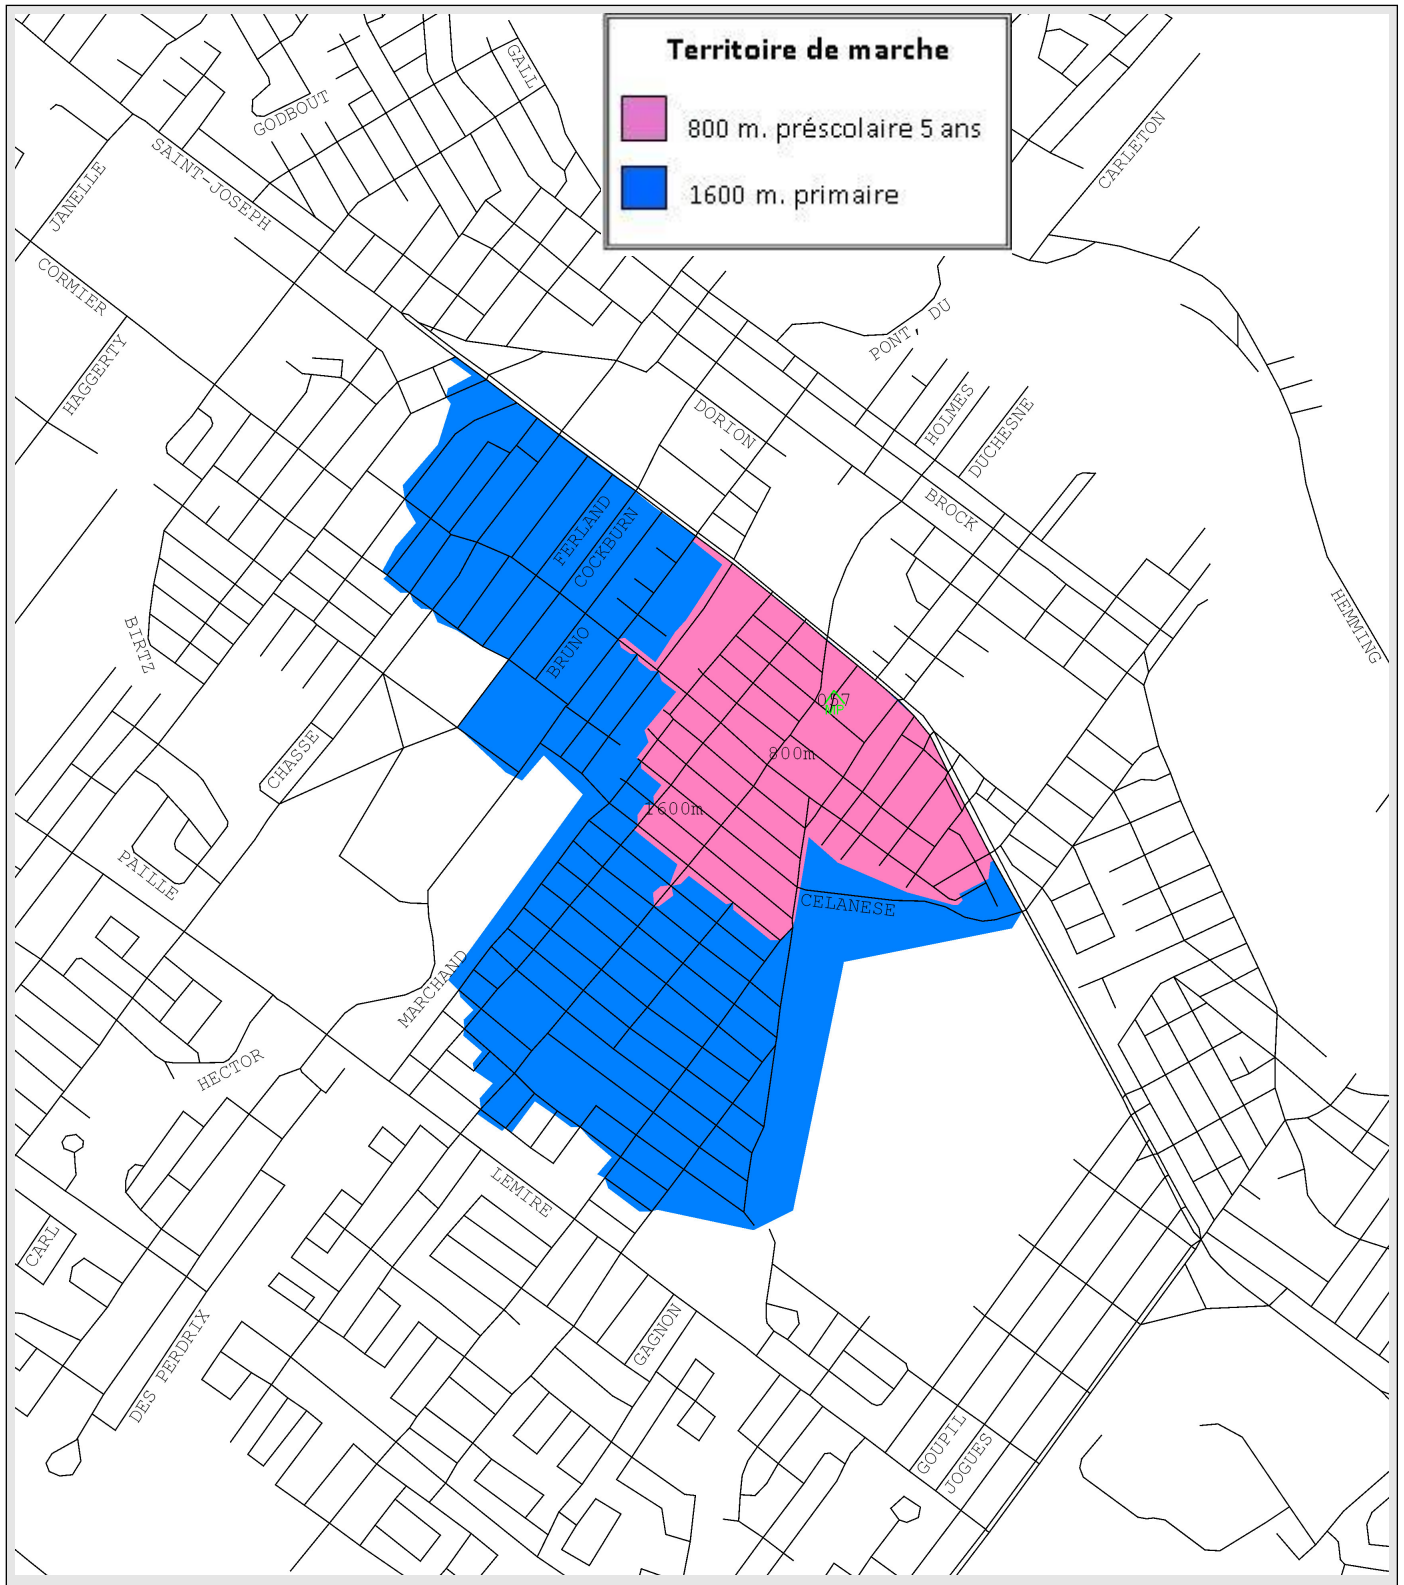 Territoire de marche
800 m. préscolaire 5 ans
1600 m. primaire
GALL
GODBOUT
SAINT-JOSEPH
JANELLE
CORMIER
HAGGERTY
CARLETON
PONT, DU
DORION
HOLMES
DUCHESNE
BROCK
HEMMING
FERLAND
COCKBURN
BRUNO
BIRTZ
CHASSE
057
800m
1600m
PAILLE
CELANESE
MARCHAND
HECTOR
LEMIRE
CARL
DES PERDRIX
GAGNON
GOUPIL
JOGUES